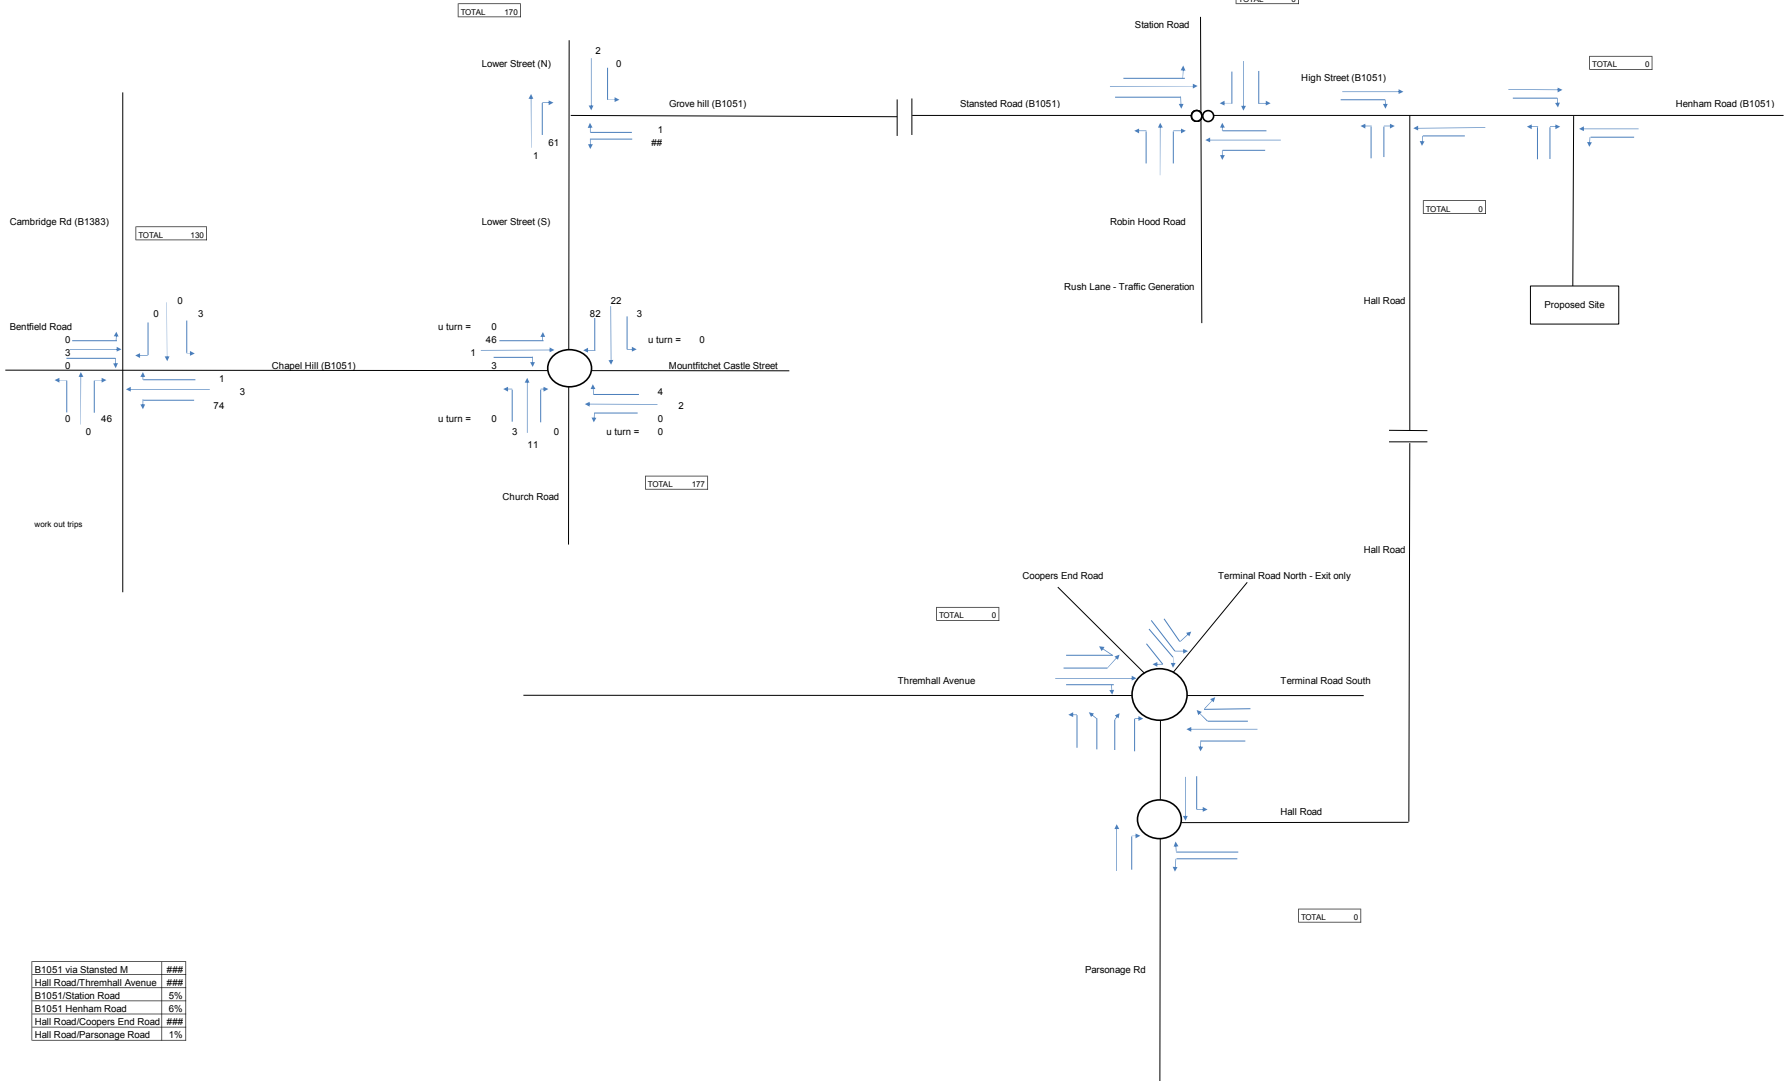 TOTAL 170
TOTAL 0
Station Road
Lower Street (N)
2
0
High Street (B1051)
TOTAL 0
Grove hill (B1051)
Stansted Road (B1051)
Henham Road (B1051)
61
1
1
##
Cambridge Rd (B1383)
TOTAL 130
Lower Street (S)
Robin Hood Road
TOTAL 0
Rush Lane - Traffic Generation
Hall Road
Proposed Site
Bentfield Road
0
3
0
0
0
3
Chapel Hill (B1051)
1
3
74
0
0
46
u turn = 0
46
1
3
82
22
3
u turn = 0
Mountfitchet Castle Street
4
2
0
u turn = 0
u turn = 0
3
11
0
TOTAL 177
Church Road
work out trips
Hall Road
Coopers End Road
Terminal Road North - Exit only
TOTAL 0
Thremhall Avenue
Terminal Road South
Hall Road
TOTAL 0
Parsonage Rd
B1051 via Stansted M ###
Hall Road/Thremhall Avenue ###
B1051/Station Road 5%
B1051 Henham Road 6%
Hall Road/Coopers End Road ###
Hall Road/Parsonage Road 1%